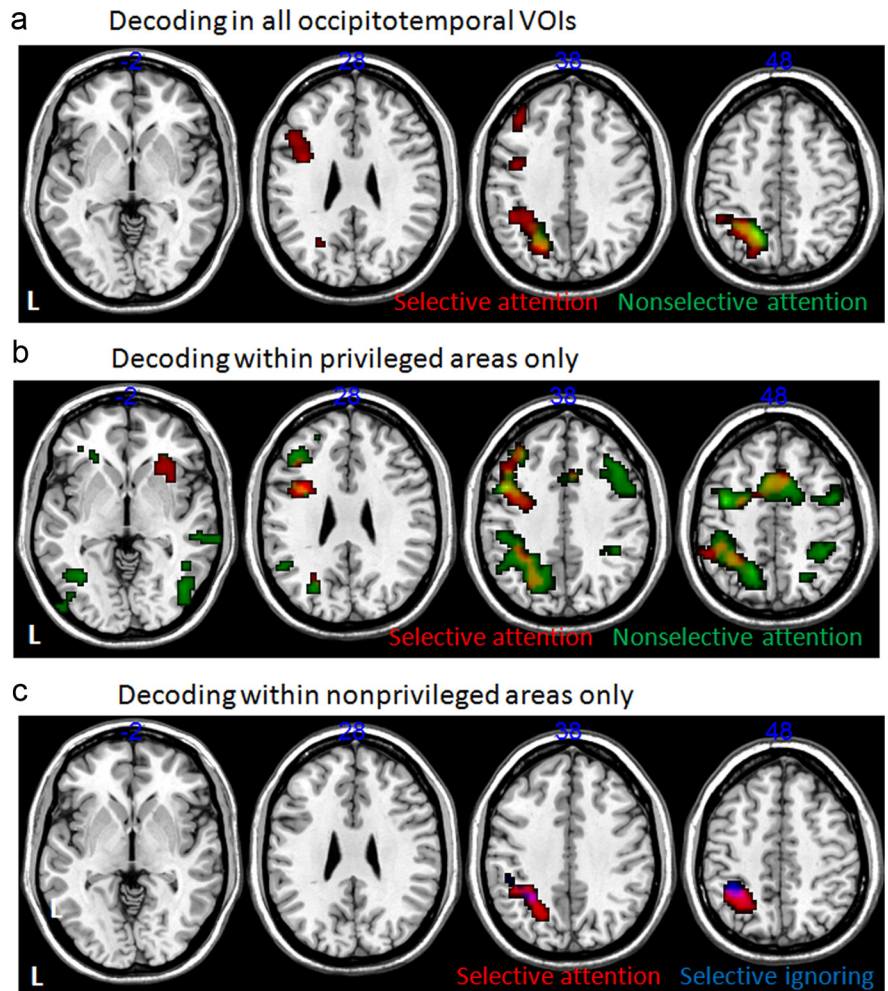 a
Decoding in all occipitotemporal VOIs
-2 28 38 48
L
Selective attention Nonselective attention
b
Decoding within privileged areas only
-2 28 38 48
L
Selective attention Nonselective attention
c
Decoding within nonprivileged areas only
-2 28 38 48
L
L
Selective attention Selective ignoring